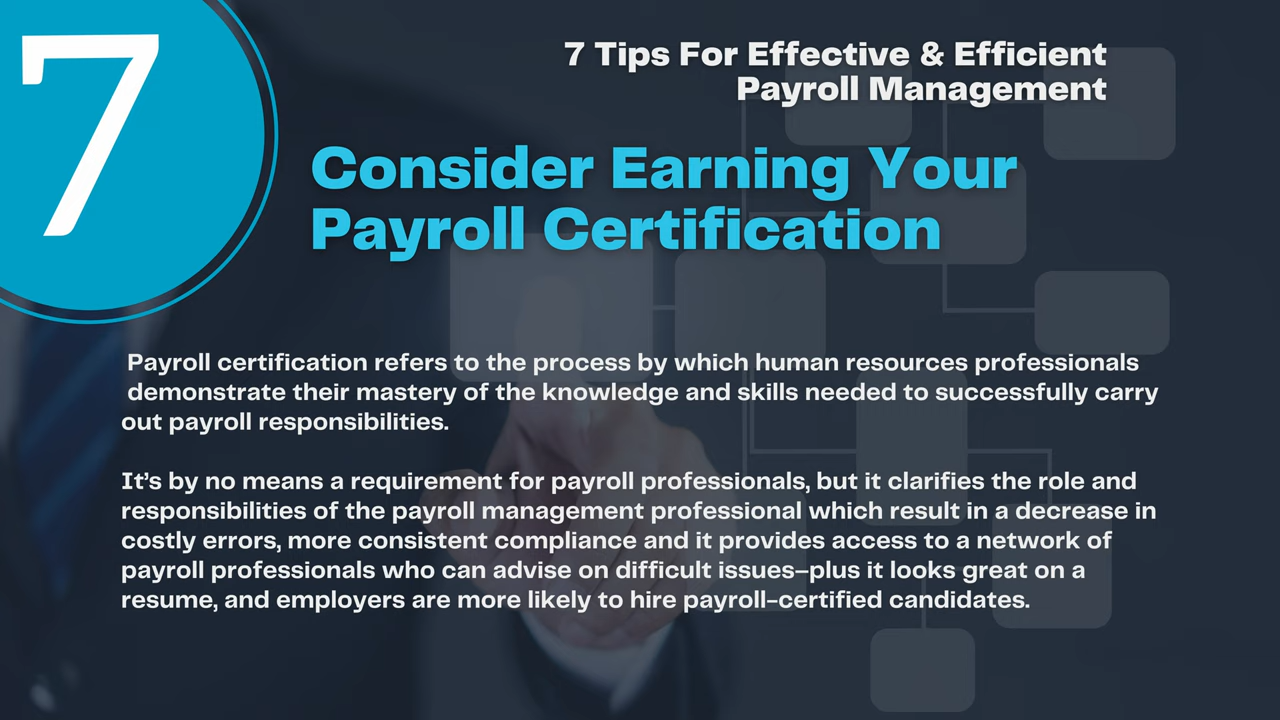 7
7 Tips For Effective & Efficient
Payroll Management
Consider Earning Your
Payroll Certification
Payroll certification refers to the process by which human resources professionals
demonstrate their mastery of the knowledge and skills needed to successfully carry
out payroll responsibilities.
It’s by no means a requirement for payroll professionals, but it clarifies the role and
responsibilities of the payroll management professional which result in a decrease in
costly errors, more consistent compliance and it provides access to a network of
payroll professionals who can advise on difficult issues–plus it looks great on a
resume, and employers are more likely to hire payroll-certified candidates.